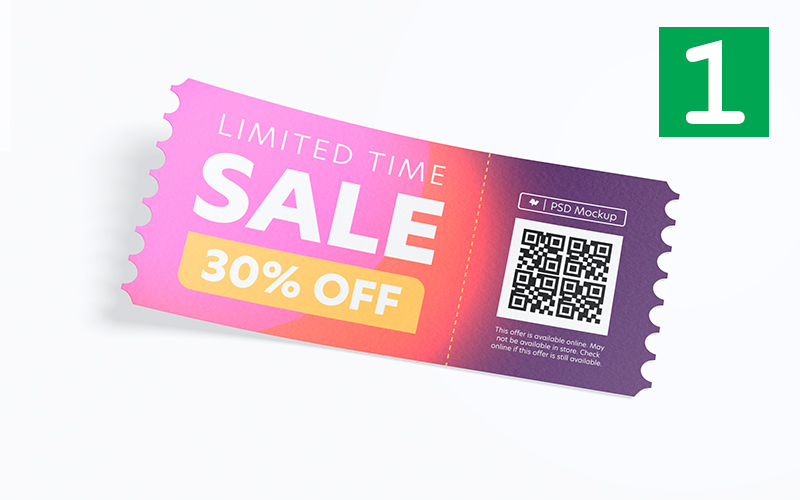 1
LIMITED TIME
SALE
30% OFF
PSD Mockup
This offer is available online. May
not be available in store. Check
online if this offer is still available.